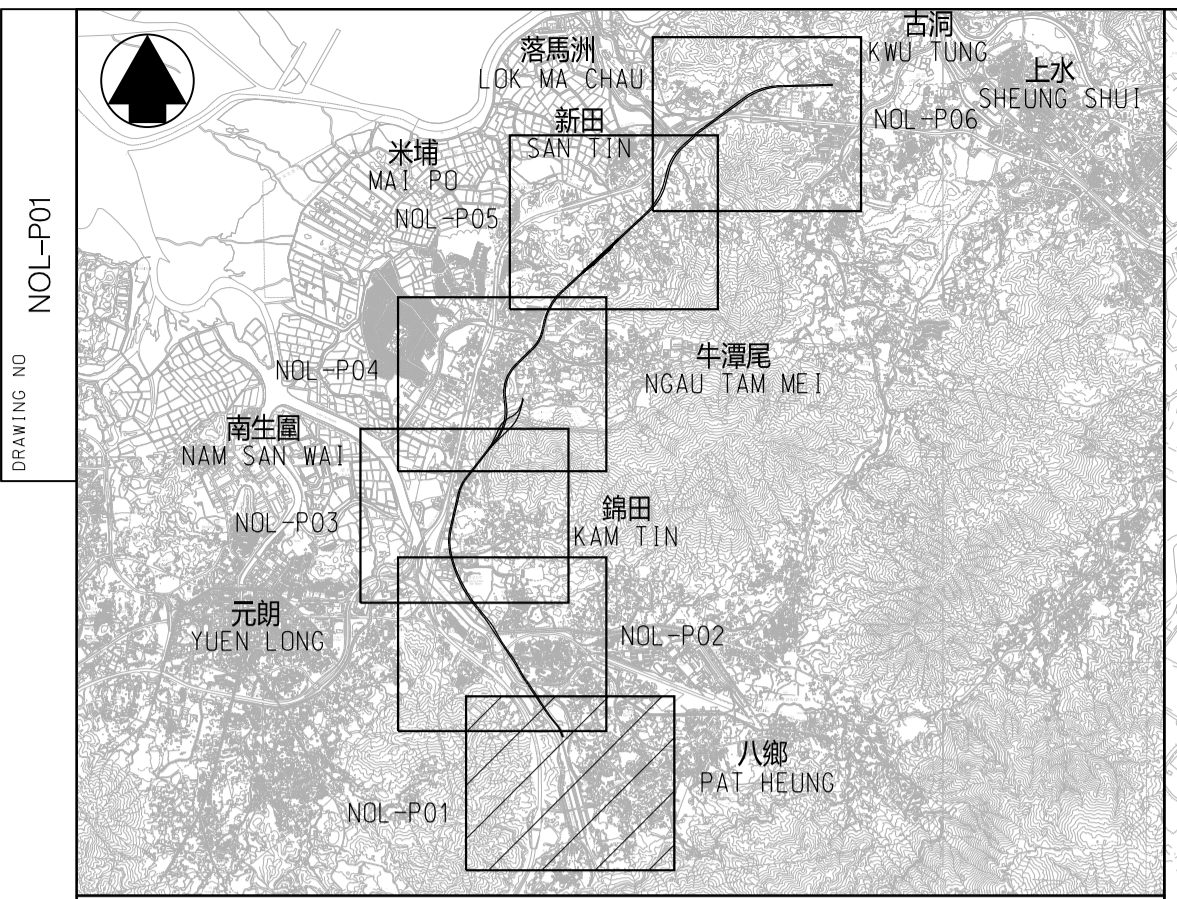 DRAWING NO
NOL-P01
古洞
KWU TUNG
落馬洲
LOK MA CHAU
上水
SHEUNG SHUI
新田
SAN TIN
NOL-P06
米埔
MAI PO
NOL-P05
牛潭尾
NGAU TAM MEI
NOL-P04
南生圍
NAM SAN WAI
錦田
KAM TIN
NOL-P03
元朗
YUEN LONG
NOL-P02
八鄉
PAT HEUNG
NOL-P01